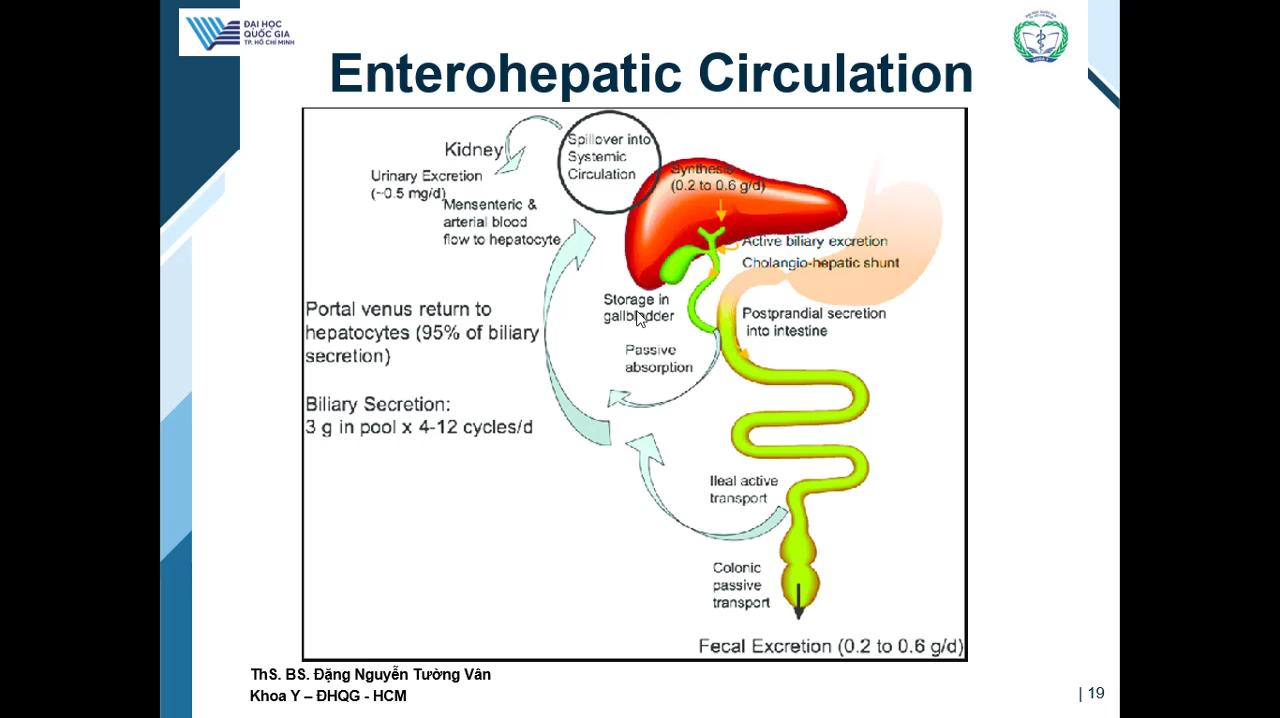 ĐẠI HỌC
QUỐC GIA
TP. HỒ CHÍ MINH
Enterohepatic Circulation
Spillover into
Systemic
Circulation
Kidney
Urinary Excretion
(~0.5 mg/d)
Mensenteric &
arterial blood
flow to hepatocyte
Synthesis
(0.2 to 0.6 g/d)
Active biliary excretion
Cholangio-hepatic shunt
Storage in
gallbladder
Postprandial secretion
into intestine
Passive
absorption
Portal venus return to
hepatocytes (95% of biliary
secretion)
Biliary Secretion:
3 g in pool x 4-12 cycles/d
Ileal active
transport
Colonic
passive
transport
Fecal Excretion (0.2 to 0.6 g/d)
ThS. BS. Đặng Nguyễn Tường Vân
Khoa Y – ĐHQG - HCM
| 19